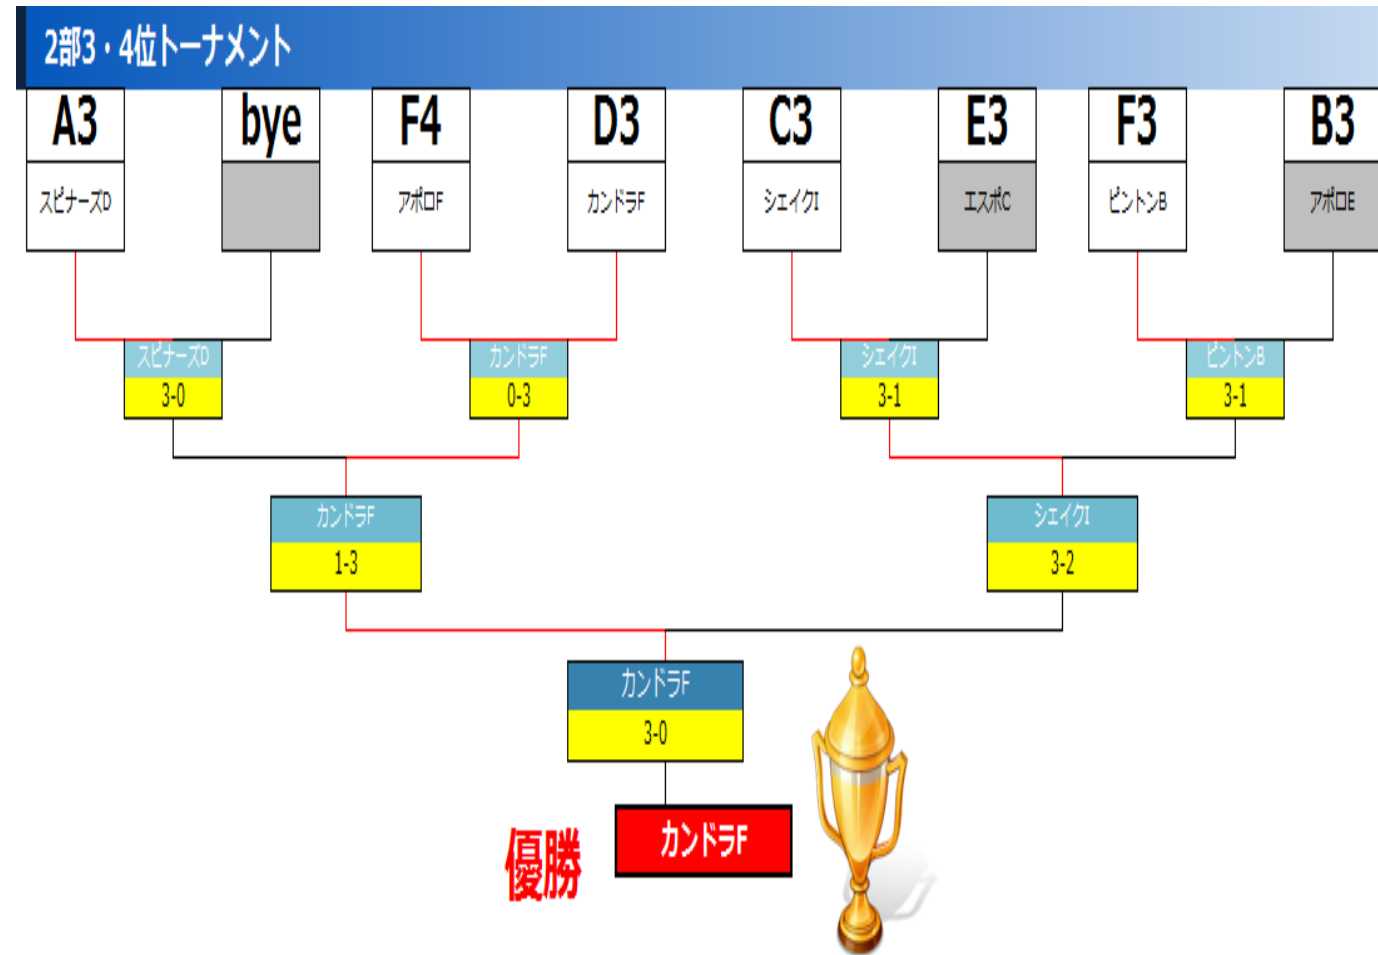 2部3・4位トーナメント
A3 bye F4 D3 C3 E3 F3 B3
スピナーズD アポロF カンドラF シェイクI エスポC ピントンB アポロE
スピナーズD カンドラF シェイクI ピントンB
3-0 0-3 3-1 3-1
カンドラF シェイクI
1-3 3-2
カンドラF
3-0
優勝 カンドラF